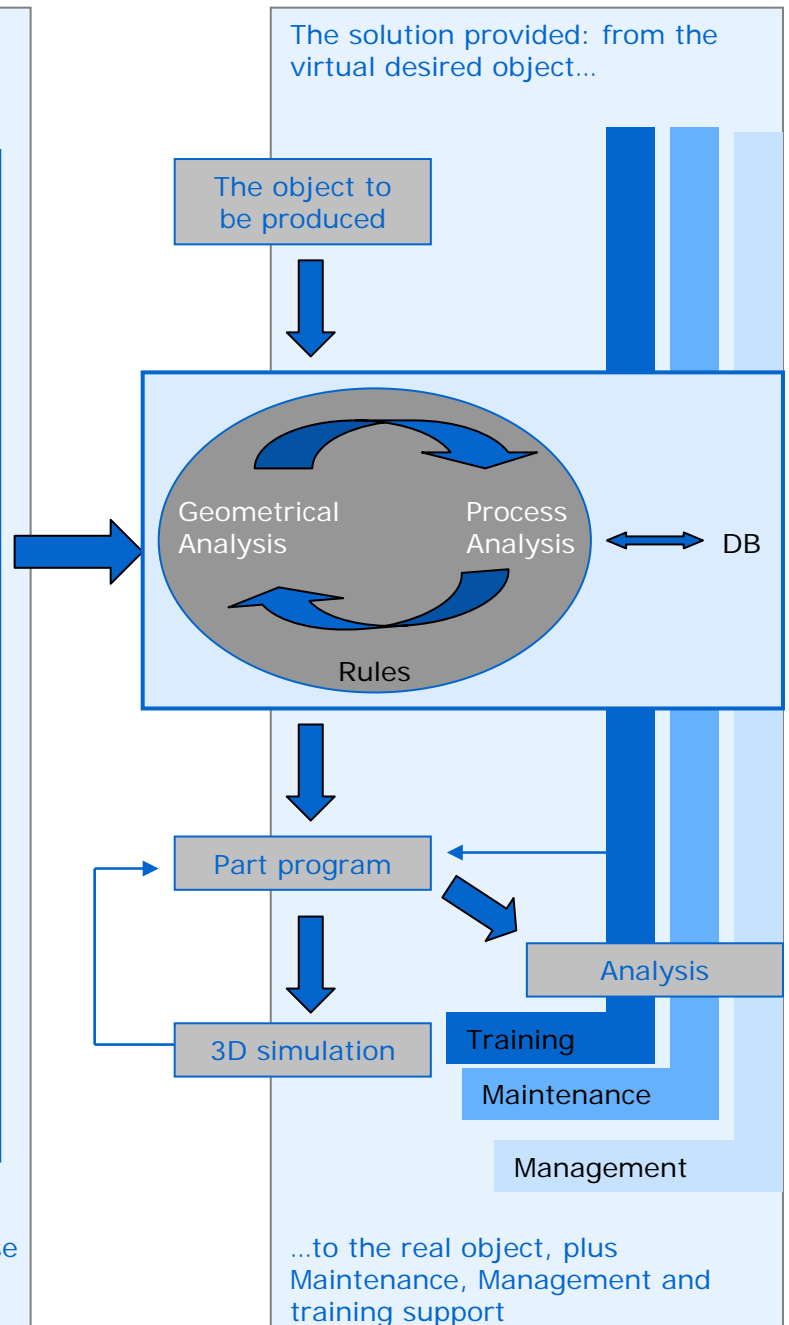 The solution provided: from the
virtual desired object...
The object to
be produced
Geometrical
Analysis
Process
Analysis
DB
Rules
Part program
Analysis
3D simulation
Training
Maintenance
Management
...to the real object, plus
Maintenance, Management and
training support